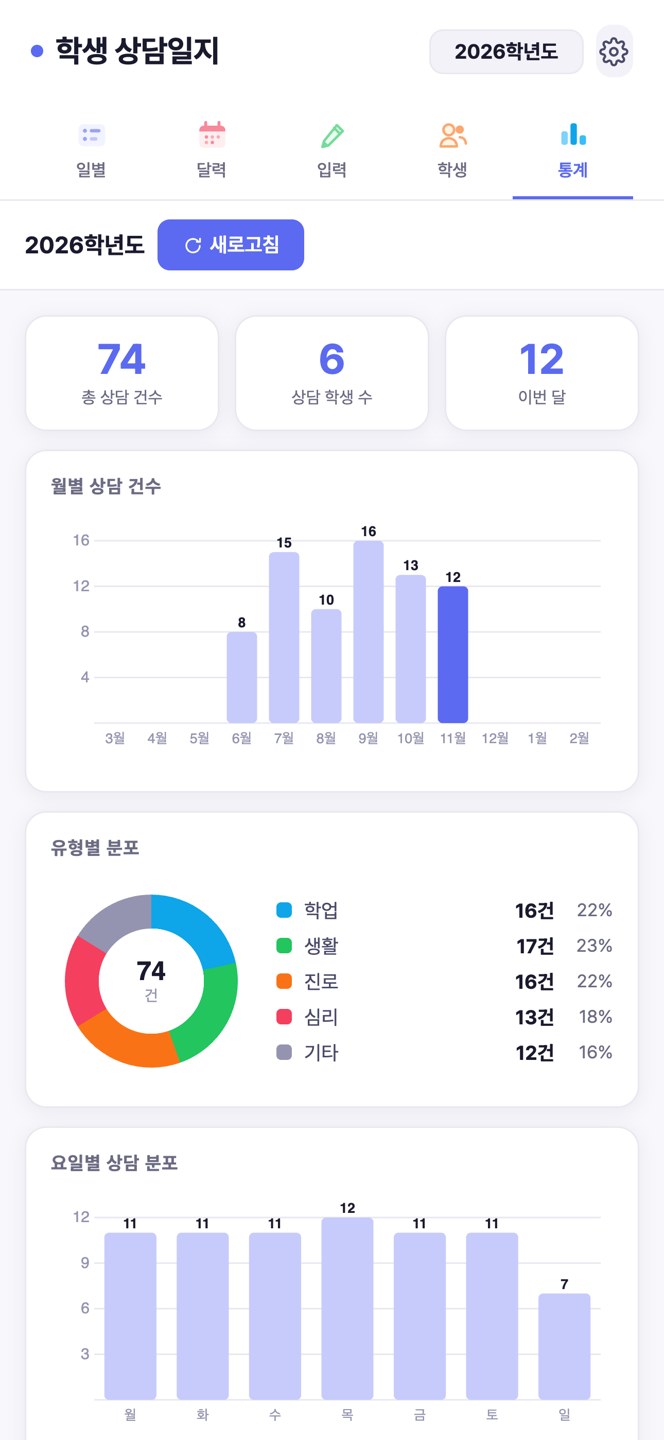 학생 상담일지
2026학년도
일별
달력
입력
학생
통계
2026학년도
새로고침
74
총 상담 건수
6
상담 학생 수
12
이번 달
월별 상담 건수
16
12
8
4
8
15
10
16
13
12
3월 4월 5월 6월 7월 8월 9월 10월 11월 12월 1월 2월
유형별 분포
74
건
학업 16건 22%
생활 17건 23%
진로 16건 22%
심리 13건 18%
기타 12건 16%
요일별 상담 분포
12
9
6
3
11 11 11 12 11 11 7
월 화 수 목 금 토 일